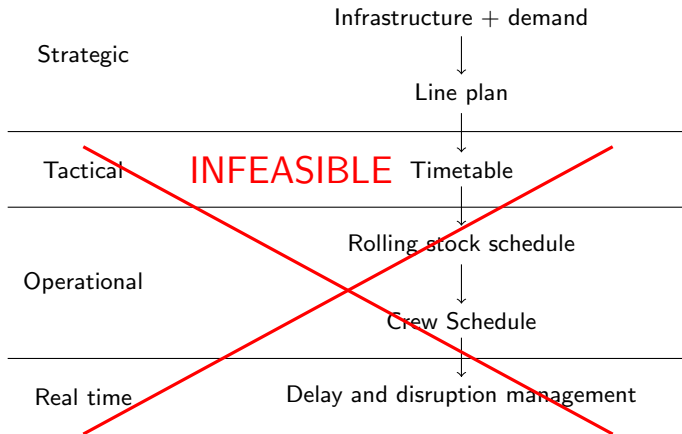 Infrastructure + demand
Strategic
Line plan
Tactical INFEASIBLE Timetable
Rolling stock schedule
Operational
Crew Schedule
Real time Delay and disruption management